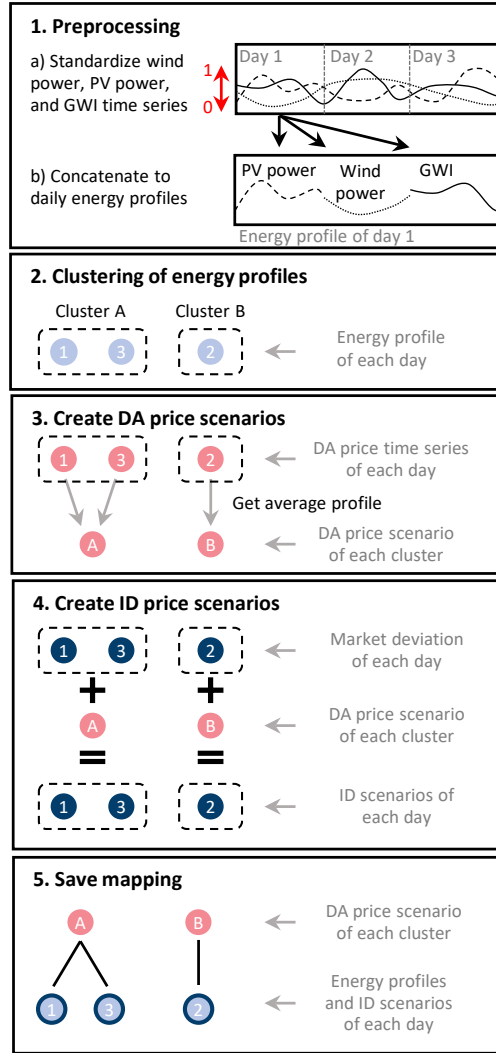 1. Preprocessing
a) Standardize wind
power, PV power,
and GWI time series
1
0
Day 1
Day 2
Day 3
b) Concatenate to
daily energy profiles
PV power
Wind
power
GWI
Energy profile of day 1
2. Clustering of energy profiles
Cluster A
Cluster B
1
3
2
Energy profile
of each day
3. Create DA price scenarios
1
3
2
DA price time series
of each day
Get average profile
A
B
DA price scenario
of each cluster
4. Create ID price scenarios
1
3
2
Market deviation
of each day
+
+
A
B
DA price scenario
of each cluster
=
=
1
3
2
ID scenarios of
each day
5. Save mapping
A
B
DA price scenario
of each cluster
1
3
2
Energy profiles
and ID scenarios
of each day